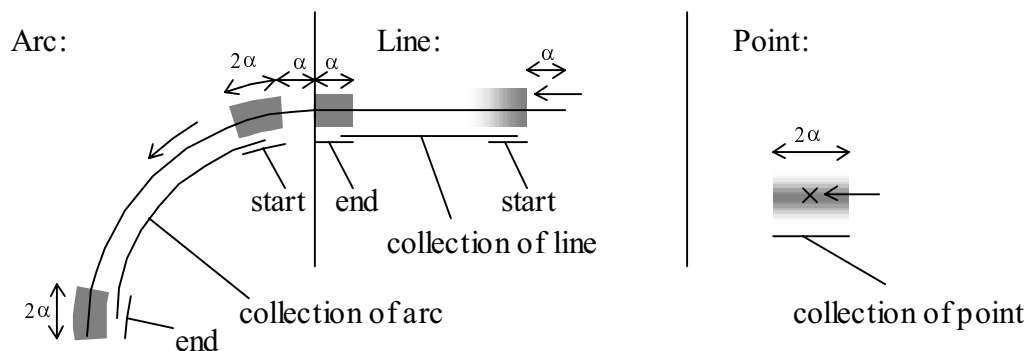 Arc:
2α
α
start
collection of arc
2α
end
Line:
α
α
end
start
collection of line
Point:
2α
collection of point